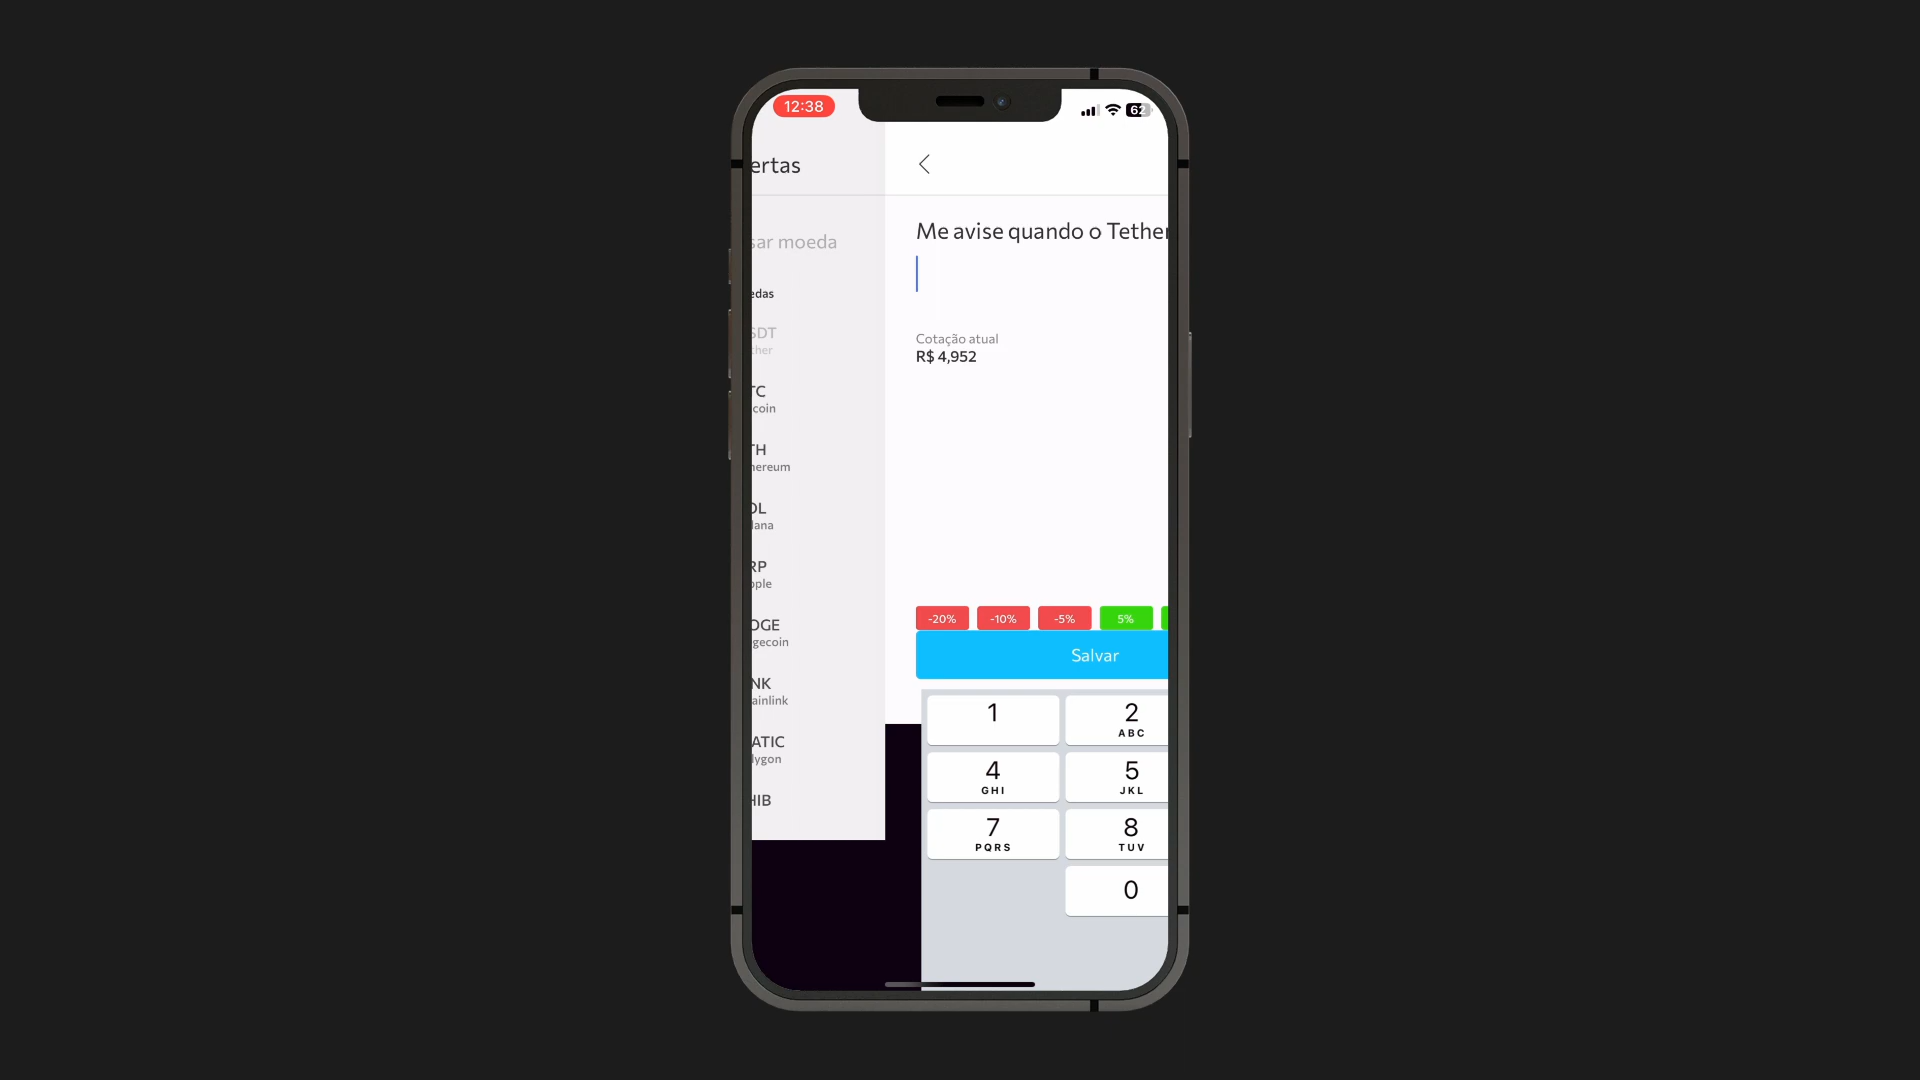 12:38
62
ertas
sar moeda
edas
SDT
ther
TC
coin
TH
hereum
OL
lana
RP
pple
OGE
gecoin
NK
ainlink
ATIC
lygon
HIB
Me avise quando o Tether
Cotação atual
R$ 4,952
-20% -10% -5% 5%
Salvar
1 2
ABC
4 5
GHI JKL
7 8
PQRS TUV
0